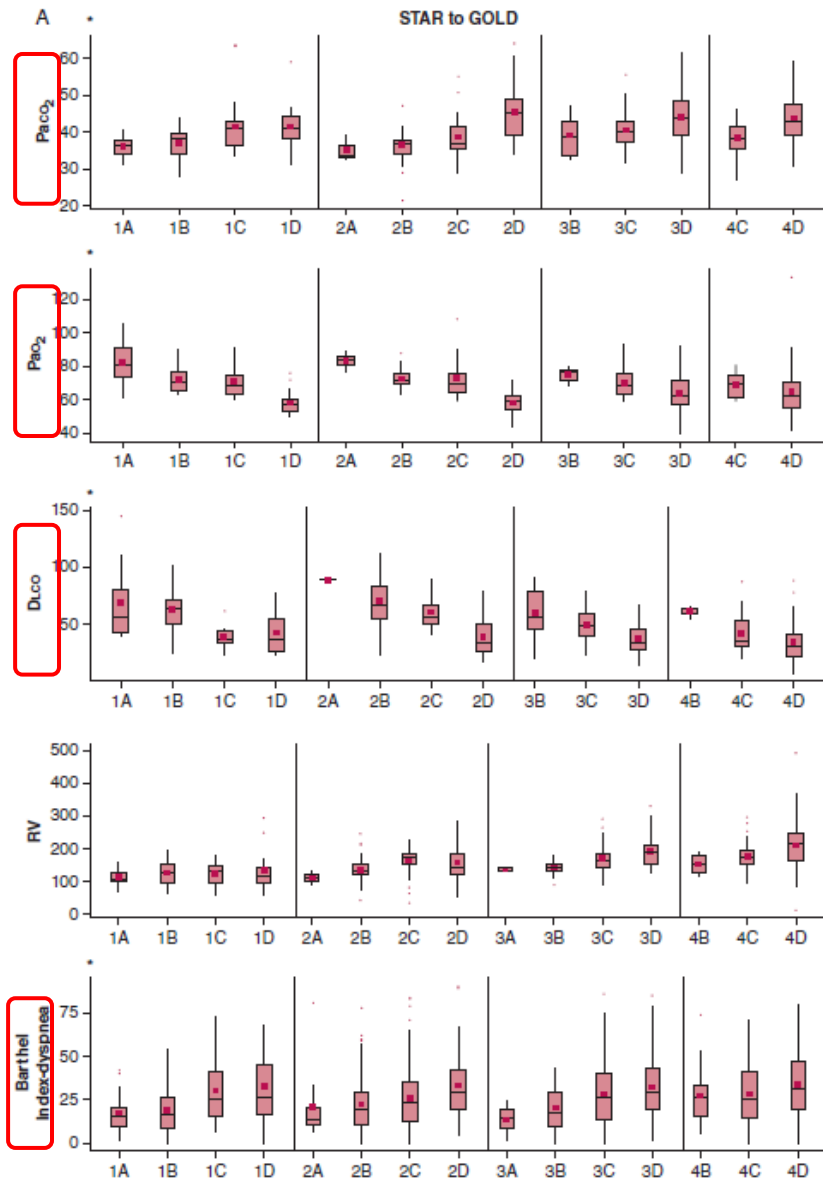 A
STAR to GOLD
*
PaCO2
60
50
40
30
20
1A 1B 1C 1D 2A 2B 2C 2D 3B 3C 3D 4C 4D
*
PaO2
120
100
80
60
40
1A 1B 1C 1D 2A 2B 2C 2D 3B 3C 3D 4C 4D
*
DLCO
150
100
50
1A 1B 1C 1D 2A 2B 2C 2D 3B 3C 3D 4B 4C 4D
RV
500
400
300
200
100
0
1A 1B 1C 1D 2A 2B 2C 2D 3A 3B 3C 3D 4B 4C 4D
*
Barthel
Index-dyspnea
75
50
25
0
1A 1B 1C 1D 2A 2B 2C 2D 3A 3B 3C 3D 4B 4C 4D